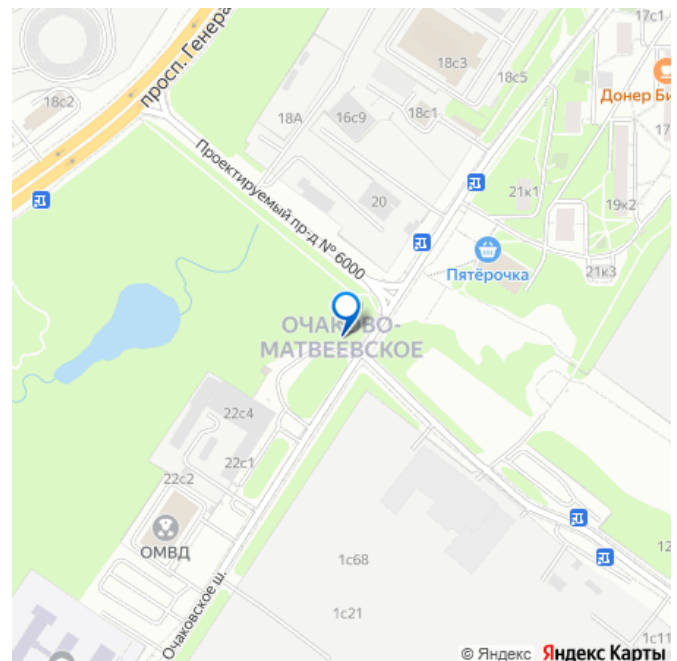 17с1
18с3
просп. Генера
18с5
Донер Би
18с2
18А
16с9
18с1
17
Проектируемый пр-д № 6000
21к1
20
19к2
Пятёрочка
21к3
ОЧАКОВО-
МАТВЕЕВСКОЕ
22с4
22с1
22с2
ОМВД
1с68
12
Очаковское ш.
1с21
1с11
© Яндекс Яндекс Карты